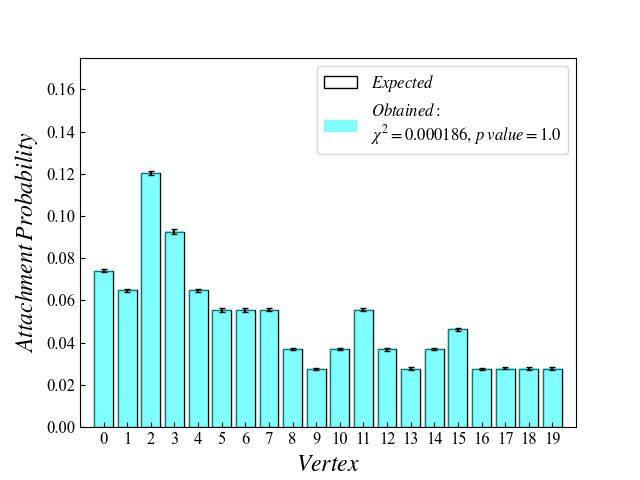 Expected
Obtained:
χ² = 0.000186, p value = 1.0
0.16
0.14
0.12
0.10
0.08
0.06
0.04
0.02
0.00
Attachment Probability
0 1 2 3 4 5 6 7 8 9 10 11 12 13 14 15 16 17 18 19
Vertex